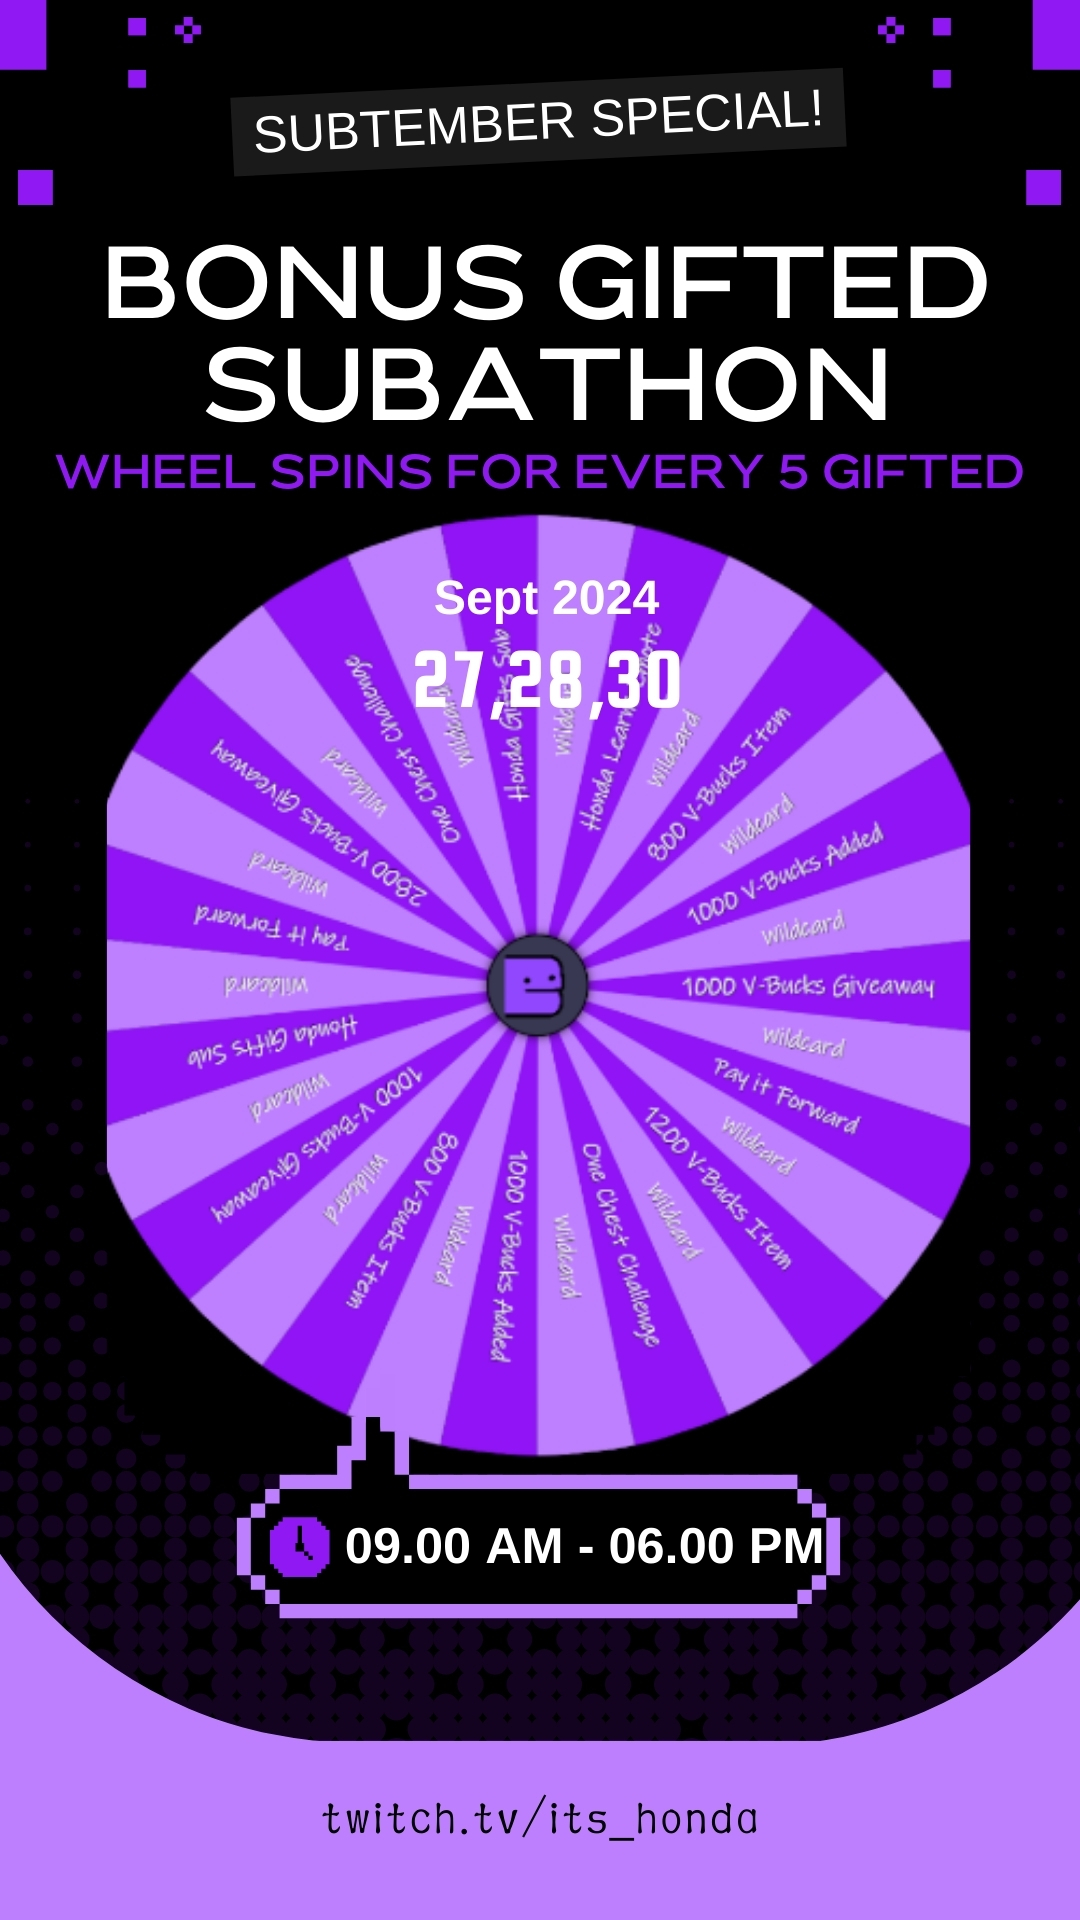 SUBTEMBER SPECIAL!
BONUS GIFTED
SUBATHON
WHEEL SPINS FOR EVERY 5 GIFTED
Sept 2024
27,28,30
Wildcard
Honda Learn Emote
Wildcard
800 V-Bucks Item
Wildcard
1000 V-Bucks Added
Wildcard
1000 V-Bucks Giveaway
Wildcard
Pay it Forward
Wildcard
1200 V-Bucks Item
Wildcard
One Chest Challenge
Wildcard
1000 V-Bucks Added
Wildcard
800 V-Bucks Item
Wildcard
1000 V-Bucks Giveaway
Wildcard
Honda Gifts Sub
Wildcard
Pay it Forward
Wildcard
2800 V-Bucks Giveaway
Wildcard
One Chest Challenge
Wildcard
Honda Gifts Sub
09.00 AM - 06.00 PM
twitch.tv/its_honda